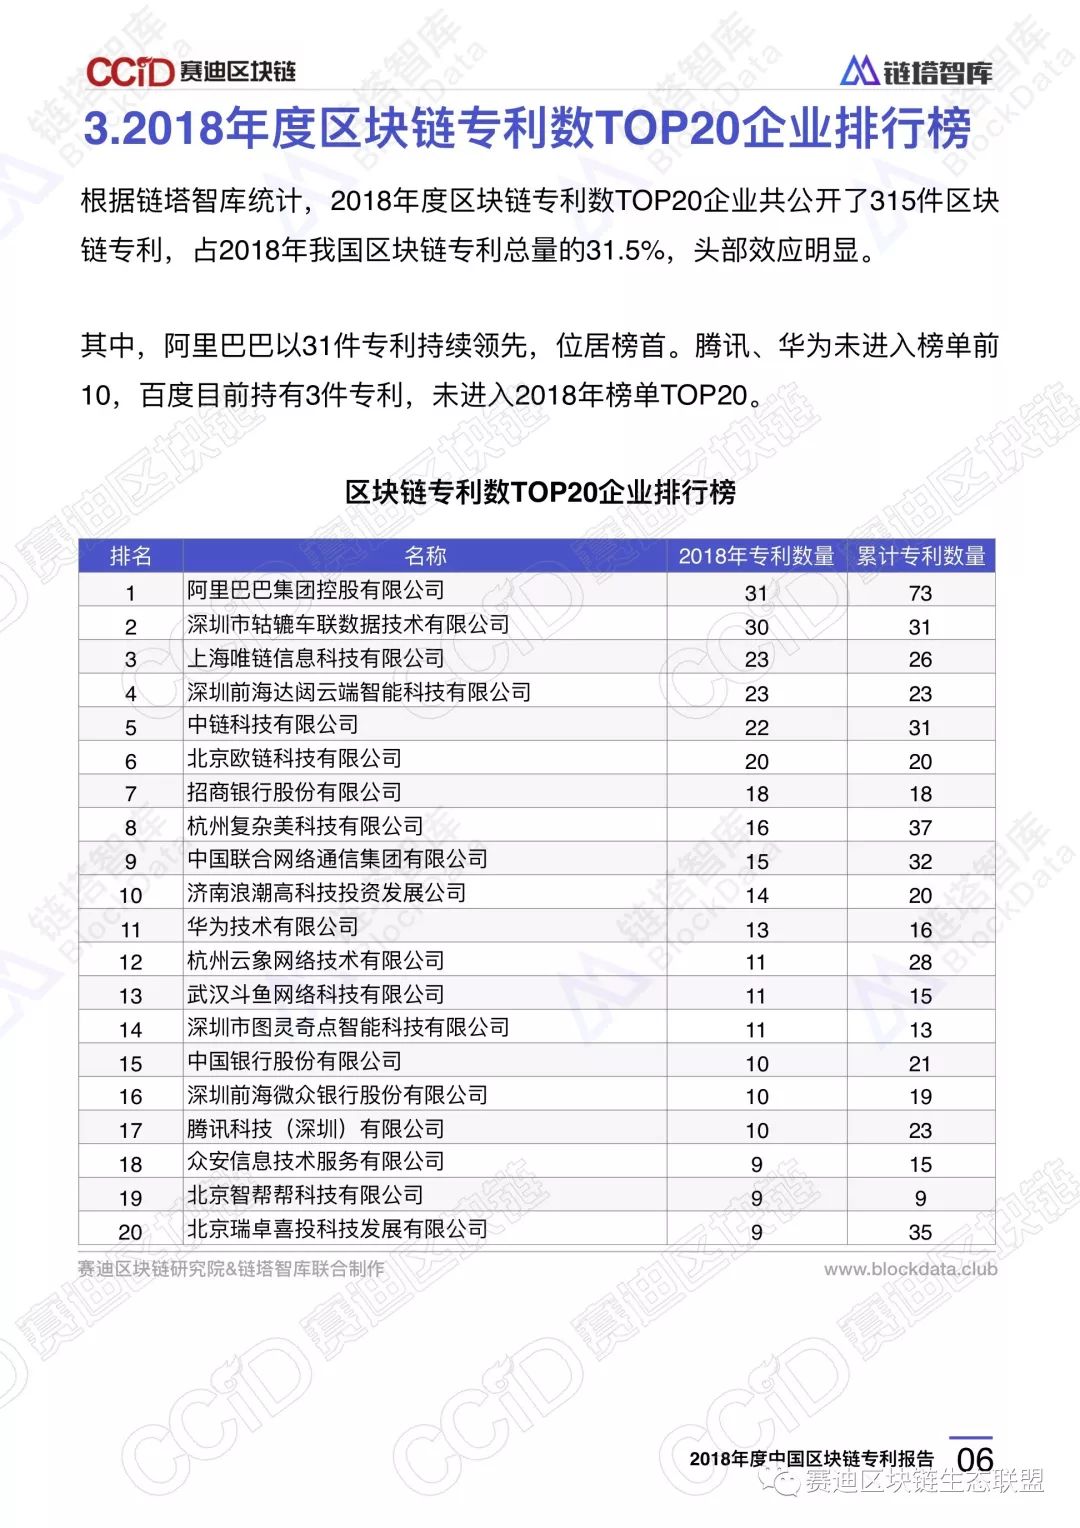 CCiD 赛迪区块链
链塔智库
3.2018年度区块链专利数TOP20企业排行榜
根据链塔智库统计，2018年度区块链专利数TOP20企业共公开了315件区块
链专利，占2018年我国区块链专利总量的31.5%，头部效应明显。
其中，阿里巴巴以31件专利持续领先，位居榜首。腾讯、华为未进入榜单前
10，百度目前持有3件专利，未进入2018年榜单TOP20。
区块链专利数TOP20企业排行榜
排名 名称 2018年专利数量 累计专利数量
1 阿里巴巴集团控股有限公司 31 73
2 深圳市轱辘车联数据技术有限公司 30 31
3 上海唯链信息科技有限公司 23 26
4 深圳前海达闼云端智能科技有限公司 23 23
5 中链科技有限公司 22 31
6 北京欧链科技有限公司 20 20
7 招商银行股份有限公司 18 18
8 杭州复杂美科技有限公司 16 37
9 中国联合网络通信集团有限公司 15 32
10 济南浪潮高科技投资发展公司 14 20
11 华为技术有限公司 13 16
12 杭州云象网络技术有限公司 11 28
13 武汉斗鱼网络科技有限公司 11 15
14 深圳市图灵奇点智能科技有限公司 11 13
15 中国银行股份有限公司 10 21
16 深圳前海微众银行股份有限公司 10 19
17 腾讯科技（深圳）有限公司 10 23
18 众安信息技术服务有限公司 9 15
19 北京智帮帮科技有限公司 9 9
20 北京瑞卓喜投科技发展有限公司 9 35
赛迪区块链研究院&链塔智库联合制作 www.blockdata.club
2018年度中国区块链专利报告 06
赛迪区块链生态联盟